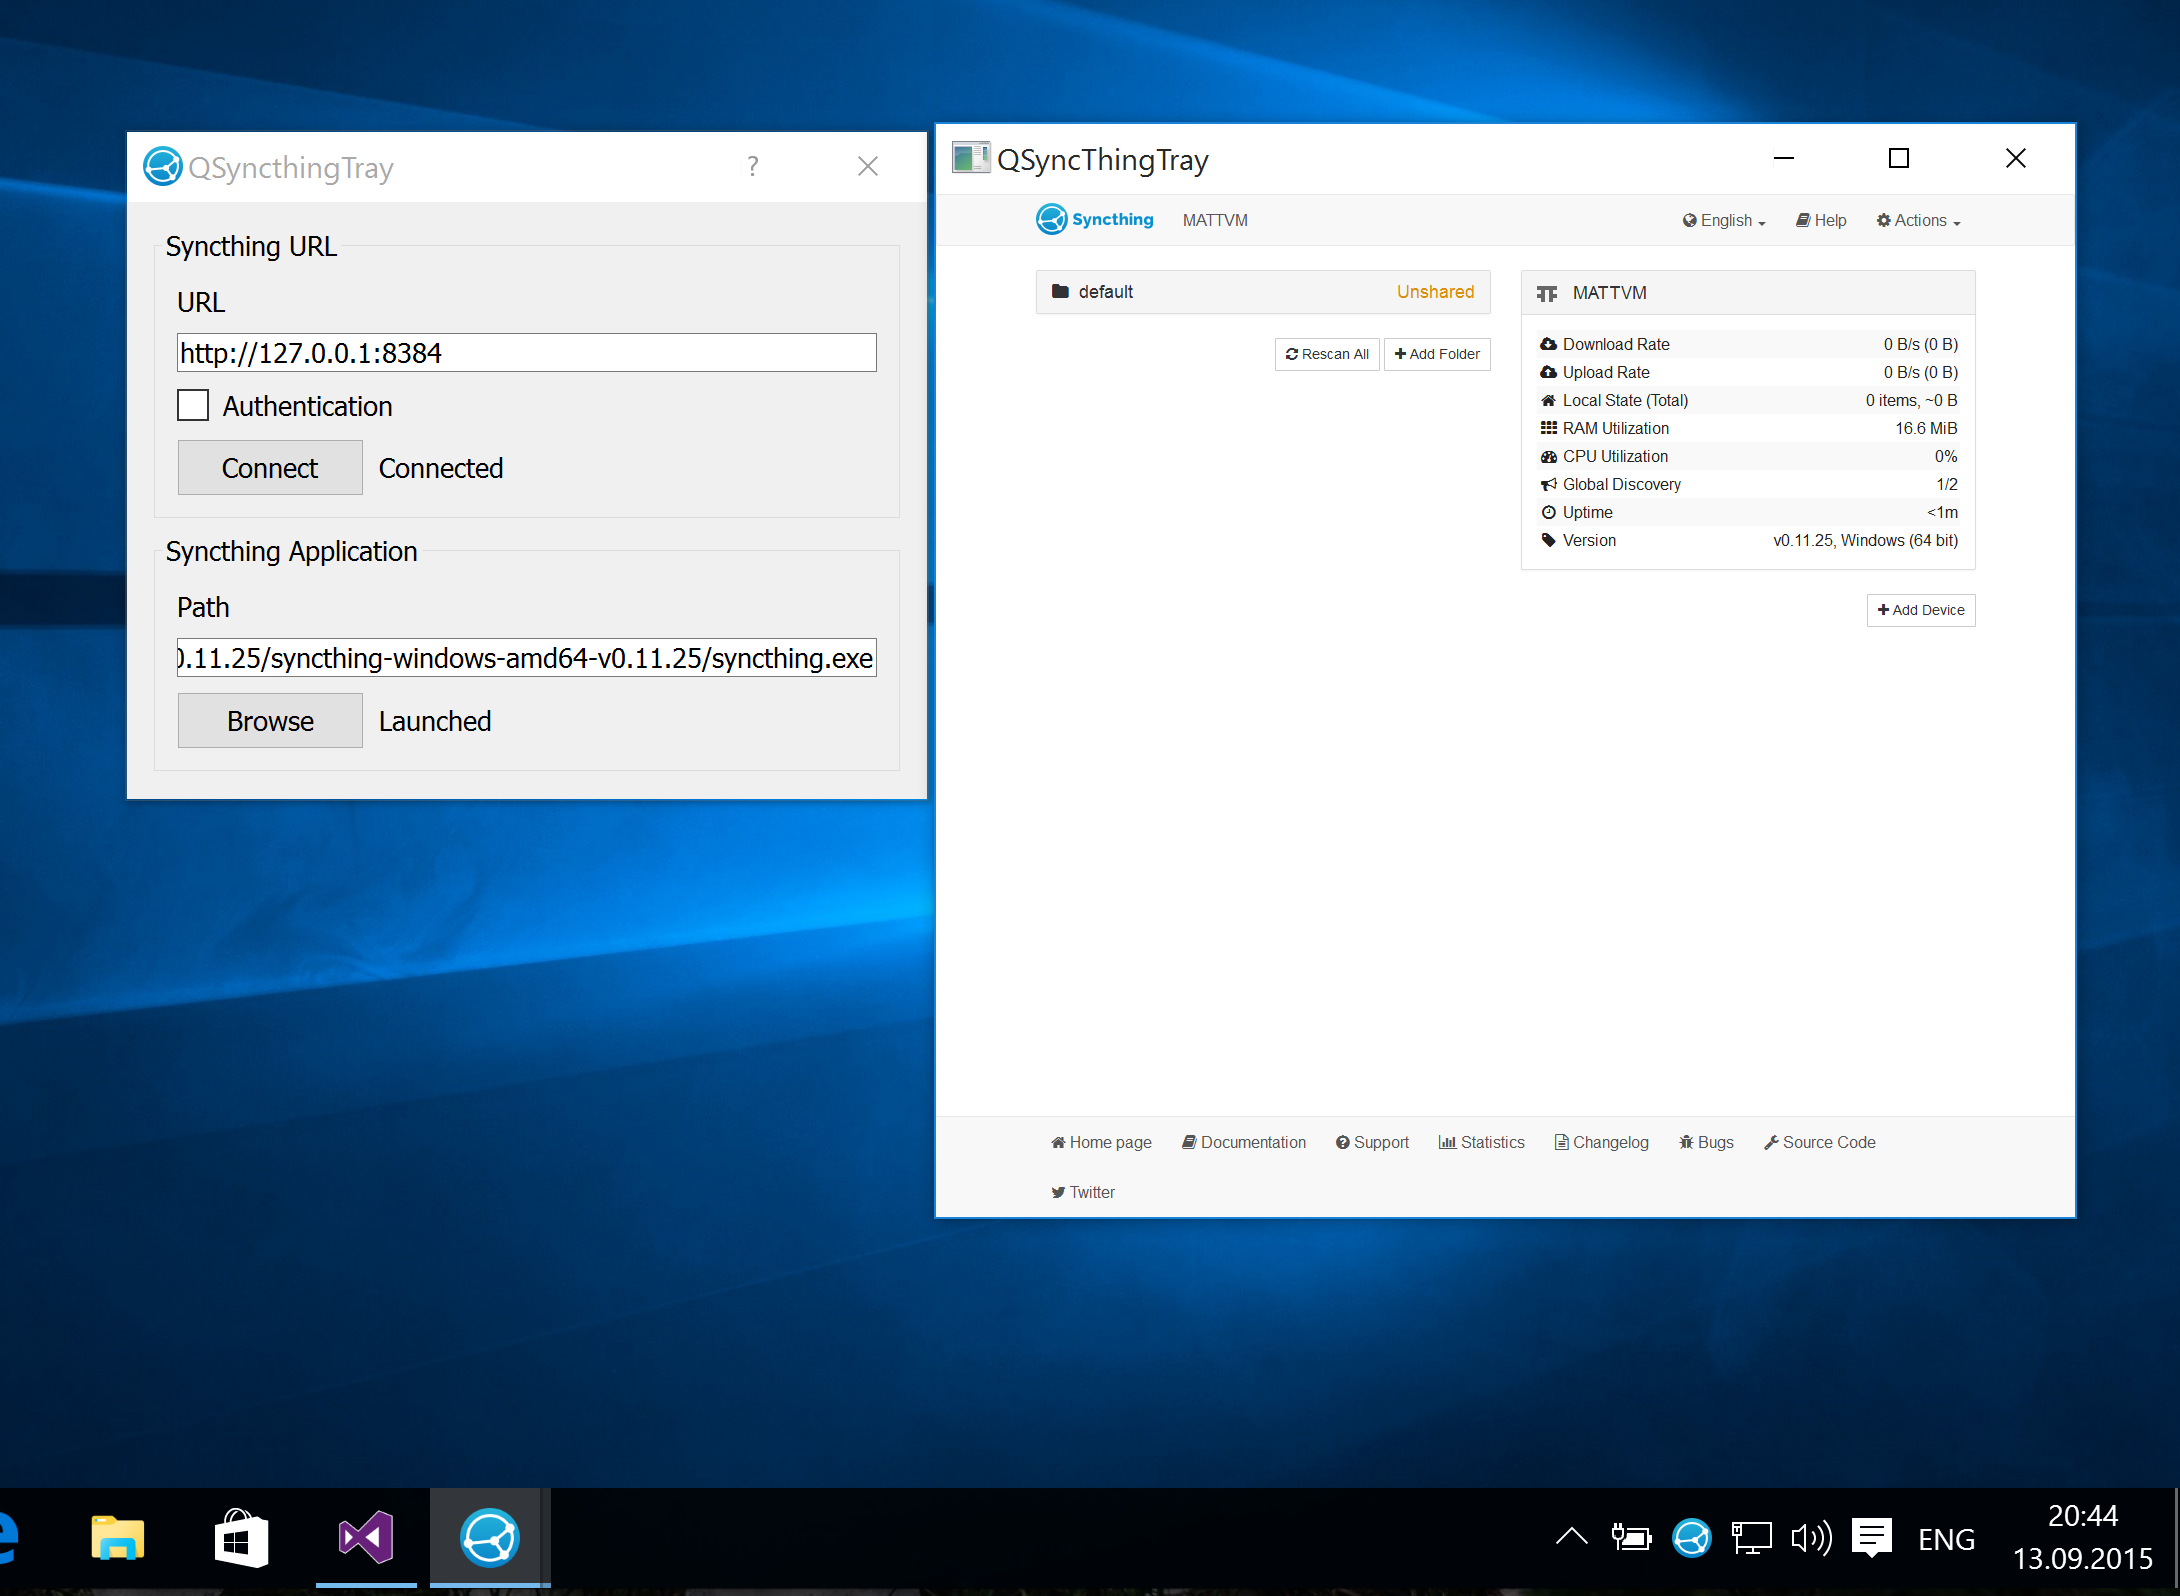 QSyncthingTray
?
Syncthing URL
URL
http://127.0.0.1:8384
Authentication
Connect Connected
Syncthing Application
Path
0.11.25/syncthing-windows-amd64-v0.11.25/syncthing.exe
Browse Launched
QSyncThingTray
Syncthing MATTVM English Help Actions
default Unshared
Rescan All Add Folder
MATTVM
Download Rate 0 B/s (0 B)
Upload Rate 0 B/s (0 B)
Local State (Total) 0 items, ~0 B
RAM Utilization 16.6 MiB
CPU Utilization 0%
Global Discovery 1/2
Uptime <1m
Version v0.11.25, Windows (64 bit)
Add Device
Home page Documentation Support Statistics Changelog Bugs Source Code
Twitter
ENG
20:44
13.09.2015